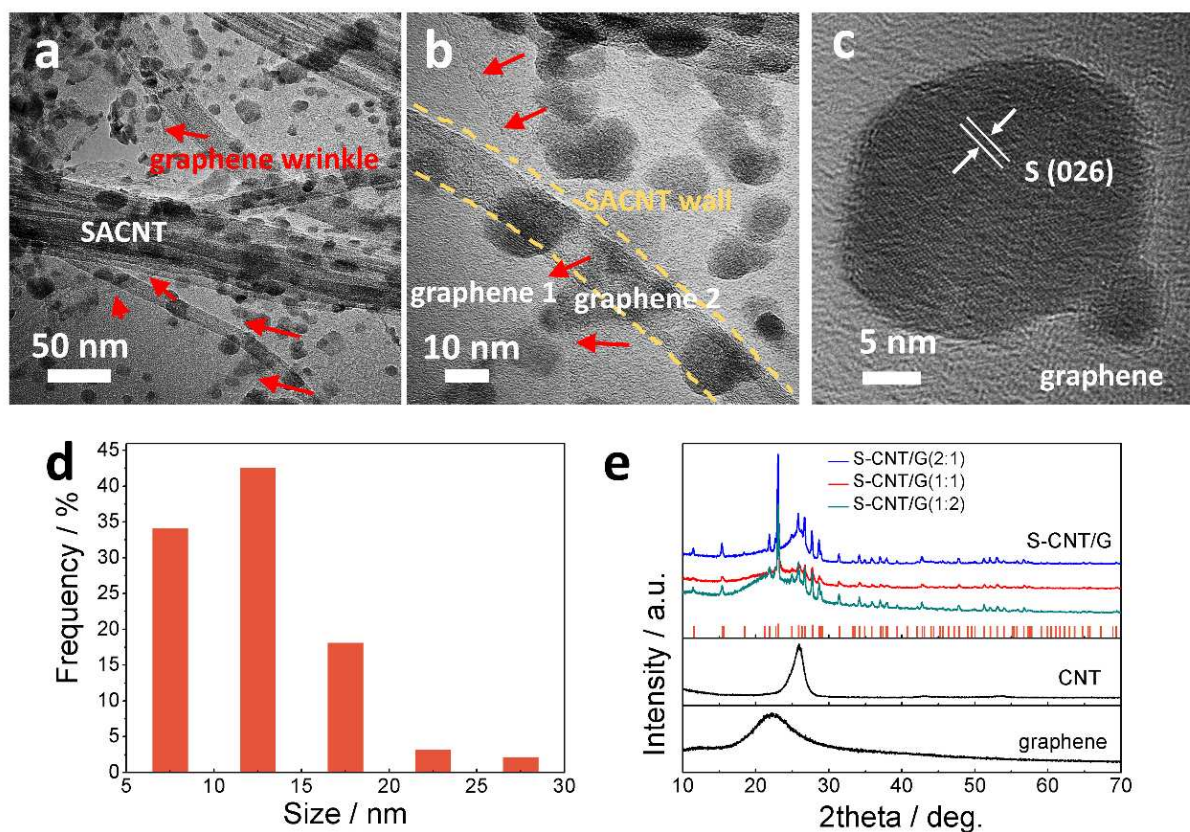 a
graphene wrinkle
SACNT
50 nm
b
SACNT wall
graphene 1
graphene 2
10 nm
c
S (026)
5 nm
graphene
d
Frequency / %
45
40
35
30
25
20
15
10
5
0
5 10 15 20 25 30
Size / nm
e
S-CNT/G(2:1)
S-CNT/G(1:1)
S-CNT/G(1:2)
S-CNT/G
CNT
graphene
Intensity / a.u.
10 20 30 40 50 60 70
2theta / deg.